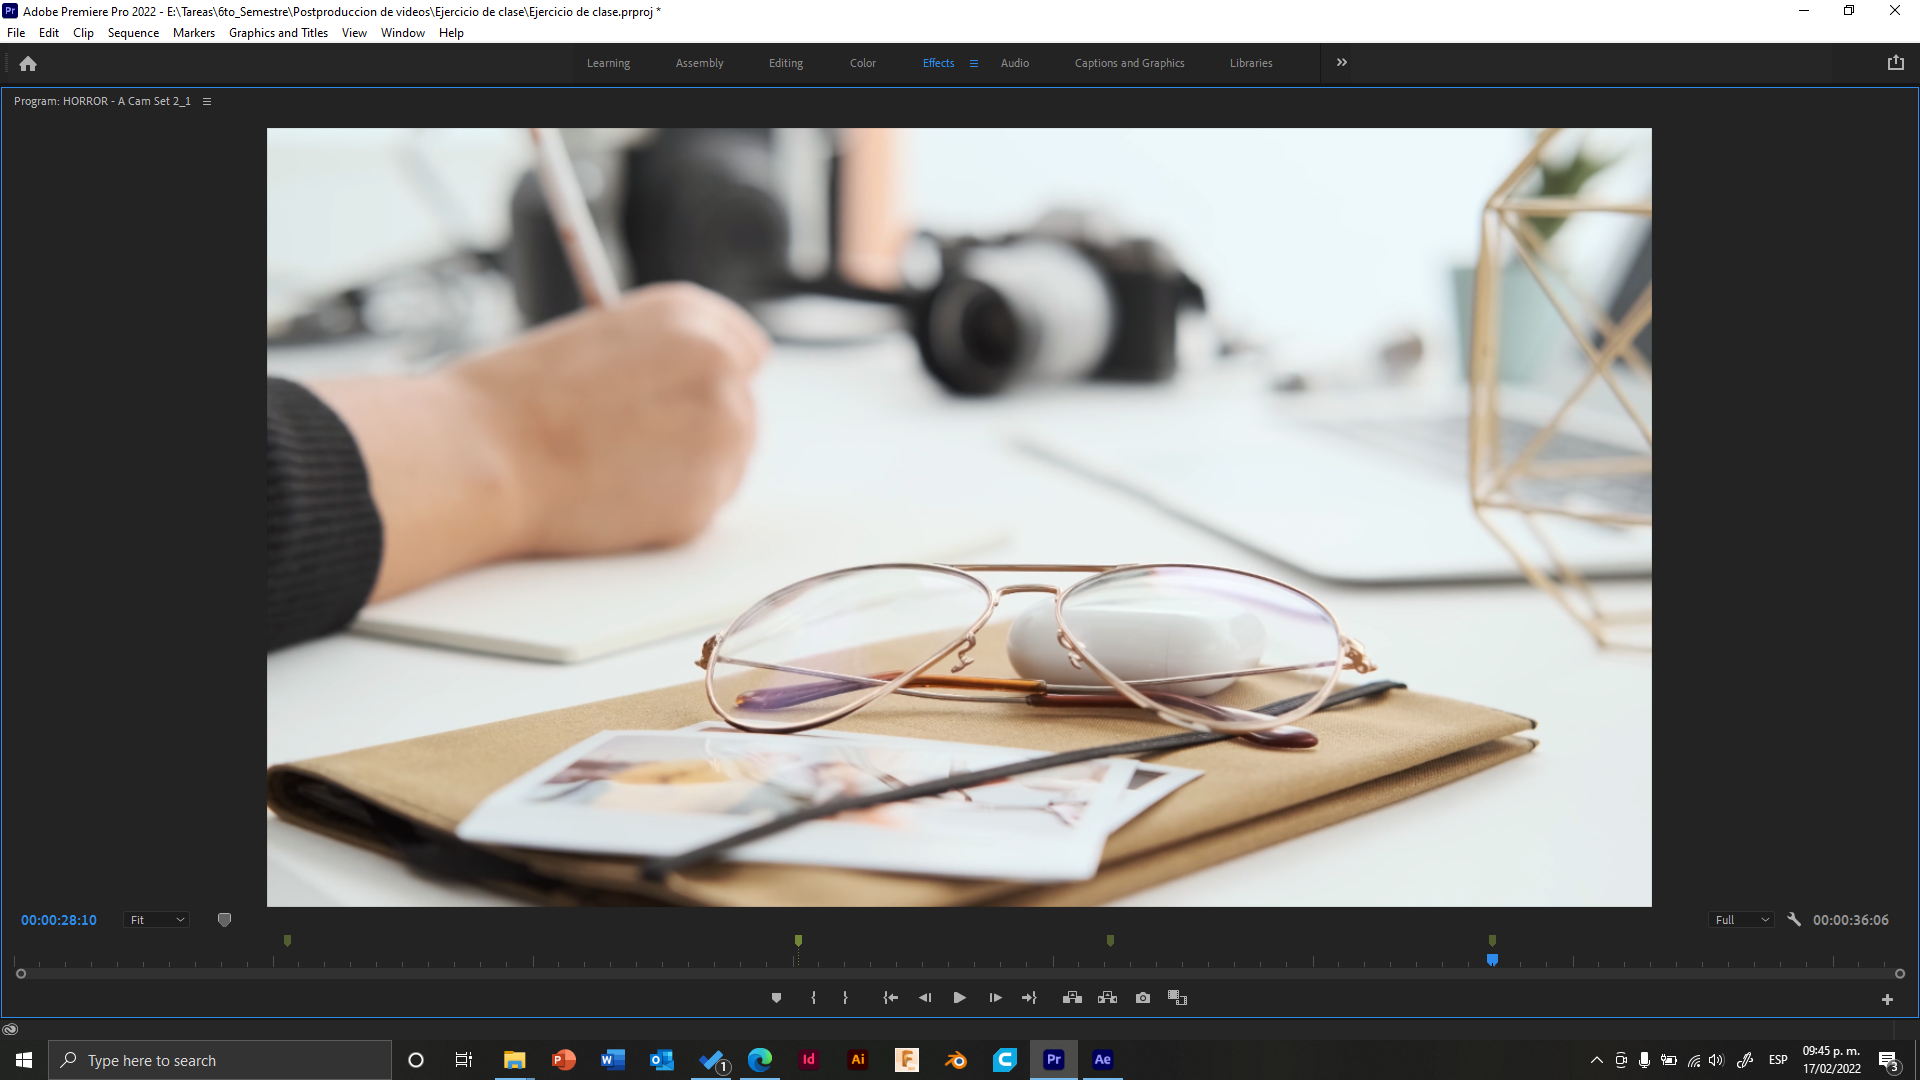 Pr Adobe Premiere Pro 2022 - E:\Tareas\6to_Semestre\Postproduccion de videos\Ejercicio de clase\Ejercicio de clase.prproj *
File Edit Clip Sequence Markers Graphics and Titles View Window Help
Learning Assembly Editing Color Effects Audio Captions and Graphics Libraries
Program: HORROR - A Cam Set 2_1
00:00:28:10 Fit Full 00:00:36:06
Type here to search
1 Id Ai F Pr Ae
ESP
09:45 p. m.
17/02/2022
3